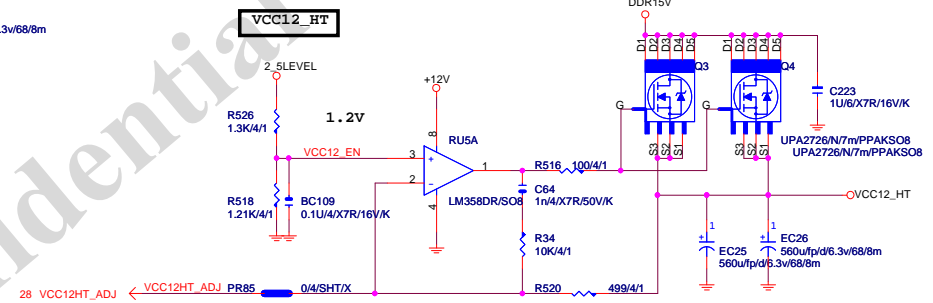 DDR15V
.3v/68/8m
VCC12_HT
2_5LEVEL
+12V
D1 D2 D3 D4 D5
D1 D2 D3 D4 D5
Q3
Q4
G
G
S3 S2 S1
S3 S2 S1
C223
1U/6/X7R/16V/K
UPA2726/N/7m/PPAKSO8
UPA2726/N/7m/PPAKSO8
R526
1.3K/4/1
1.2V
RU5A
VCC12_EN
3
2
8
4
1
+
-
LM358DR/SO8
R516 100/4/1
C64
1n/4/X7R/50V/K
R518
1.21K/4/1
BC109
0.1U/4/X7R/16V/K
VCC12_HT
R34
10K/4/1
+ 1
EC25
560u/fp/d/6.3v/68/8m
+ 1
EC26
560u/fp/d/6.3v/68/8m
28 VCC12HT_ADJ
VCC12HT_ADJ PR85 0/4/SHT/X
R520 499/4/1
nfidential